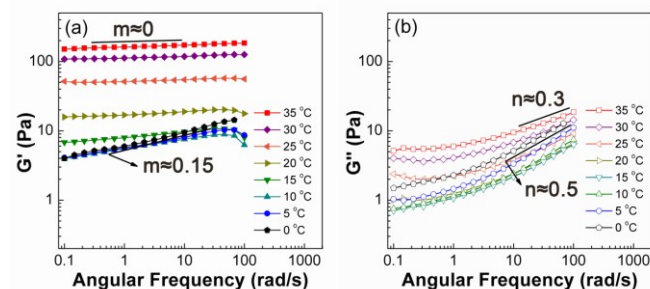 (a)
m≈0
100
10
1
G' (Pa)
m≈0.15
35 °C
30 °C
25 °C
20 °C
15 °C
10 °C
5 °C
0 °C
0.1 1 10 100 1000
Angular Frequency (rad/s)
(b)
100
10
1
G'' (Pa)
n≈0.3
n≈0.5
35 °C
30 °C
25 °C
20 °C
15 °C
10 °C
5 °C
0 °C
0.1 1 10 100 1000
Angular Frequency (rad/s)